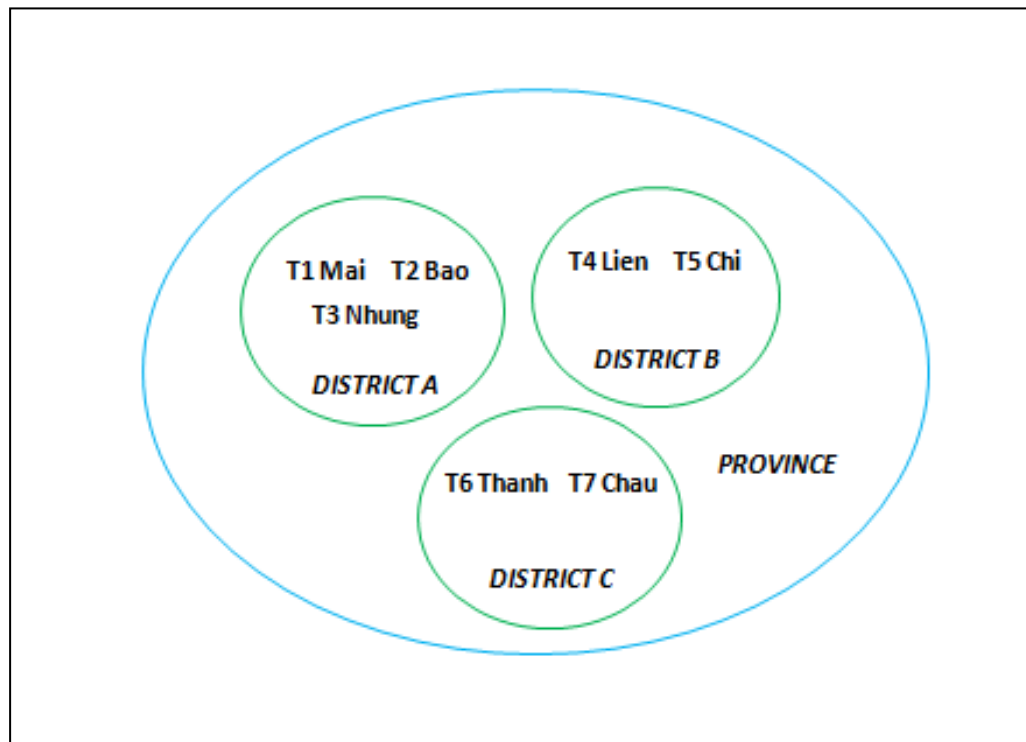 T1 Mai T2 Bao
T3 Nhung
DISTRICT A
T4 Lien T5 Chi
DISTRICT B
PROVINCE
T6 Thanh T7 Chau
DISTRICT C